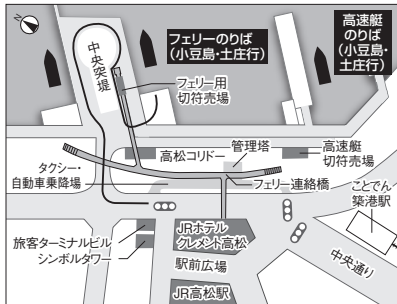 フェリーのりば
（小豆島・土庄行）
高速艇
のりば
（小豆島・
土庄行）
中央突堤
フェリー用
切符売場
高松コリドー
管理塔
高速艇
切符売場
タクシー・
自動車乗降場
フェリー連絡橋
ことでん
築港駅
旅客ターミナルビル
シンボルタワー
JRホテル
クレメント高松
駅前広場
中央通り
JR高松駅